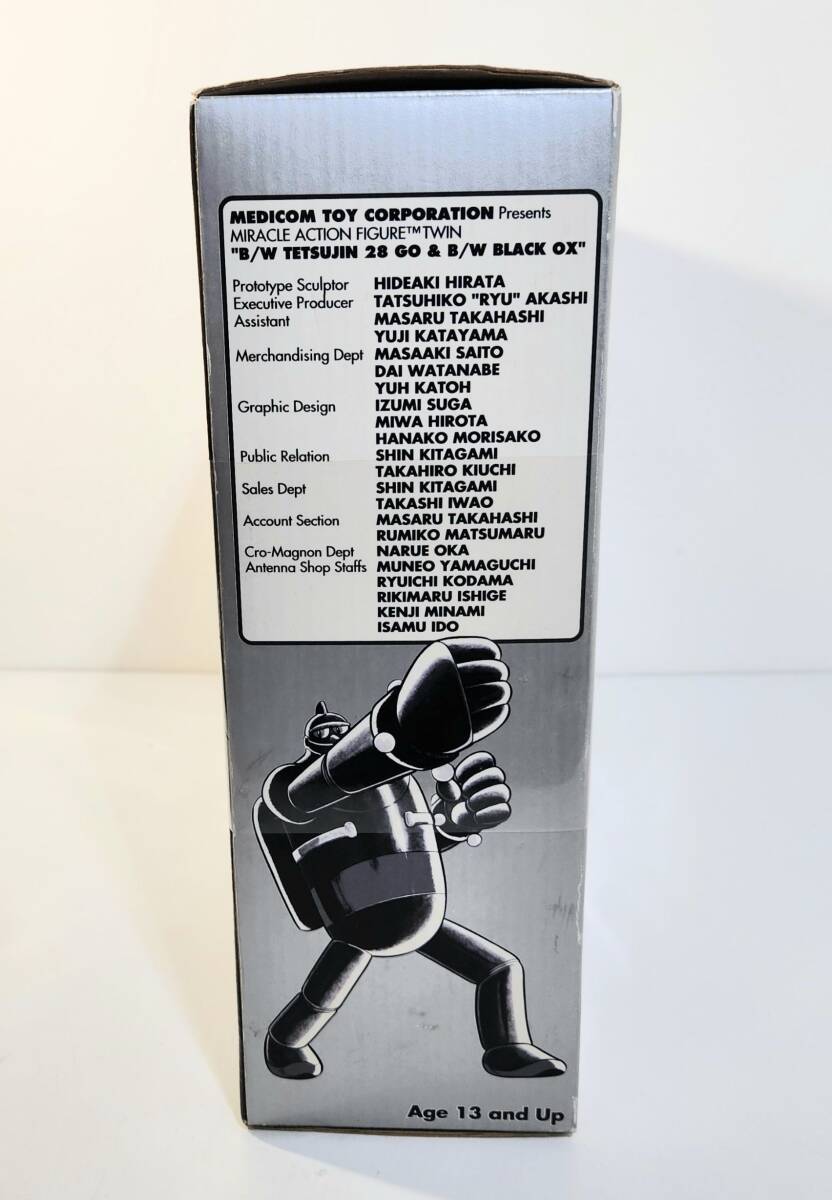 MEDICOM TOY CORPORATION Presents
MIRACLE ACTION FIGURE™ TWIN
"B/W TETSUJIN 28 GO & B/W BLACK OX"
Prototype Sculptor HIDEAKI HIRATA
Executive Producer TATSUHIKO "RYU" AKASHI
Assistant MASARU TAKAHASHI
YUJI KATAYAMA
Merchandising Dept MASAAKI SAITO
DAI WATANABE
YUH KATOH
Graphic Design IZUMI SUGA
MIWA HIROTA
HANAKO MORISAKO
Public Relation SHIN KITAGAMI
TAKAHIRO KIUCHI
Sales Dept SHIN KITAGAMI
TAKASHI IWAO
Account Section MASARU TAKAHASHI
RUMIKO MATSUMARU
Cro-Magnon Dept NARUE OKA
Antenna Shop Staffs MUNEO YAMAGUCHI
RYUICHI KODAMA
RIKIMARU ISHIGE
KENJI MINAMI
ISAMU IDO
Age 13 and Up